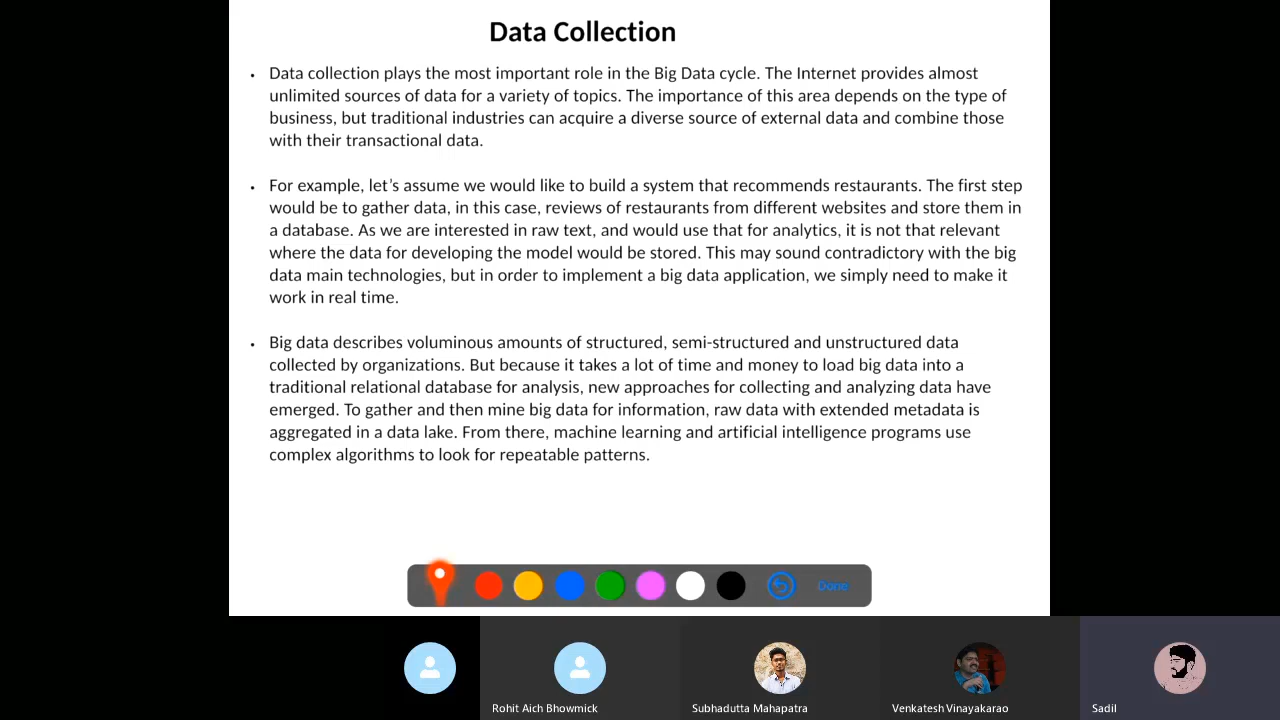 Data Collection
• Data collection plays the most important role in the Big Data cycle. The Internet provides almost
unlimited sources of data for a variety of topics. The importance of this area depends on the type of
business, but traditional industries can acquire a diverse source of external data and combine those
with their transactional data.
• For example, let’s assume we would like to build a system that recommends restaurants. The first step
would be to gather data, in this case, reviews of restaurants from different websites and store them in
a database. As we are interested in raw text, and would use that for analytics, it is not that relevant
where the data for developing the model would be stored. This may sound contradictory with the big
data main technologies, but in order to implement a big data application, we simply need to make it
work in real time.
• Big data describes voluminous amounts of structured, semi-structured and unstructured data
collected by organizations. But because it takes a lot of time and money to load big data into a
traditional relational database for analysis, new approaches for collecting and analyzing data have
emerged. To gather and then mine big data for information, raw data with extended metadata is
aggregated in a data lake. From there, machine learning and artificial intelligence programs use
complex algorithms to look for repeatable patterns.
Done
Rohit Aich Bhowmick
Subhadutta Mahapatra
Venkatesh Vinayakarao
Sadil